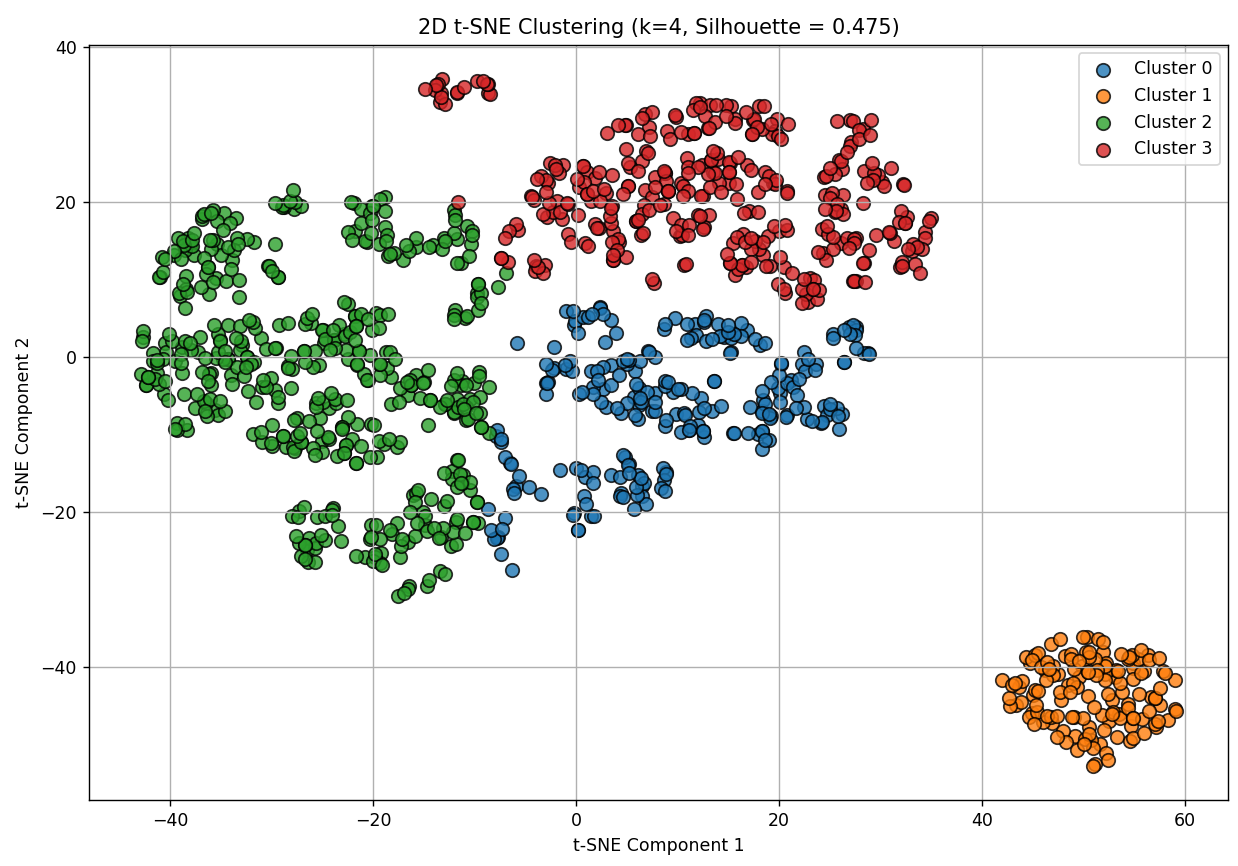 2D t-SNE Clustering (k=4, Silhouette = 0.475)
Cluster 0
Cluster 1
Cluster 2
Cluster 3
40
20
0
−20
−40
t-SNE Component 2
−40
−20
0
20
40
60
t-SNE Component 1